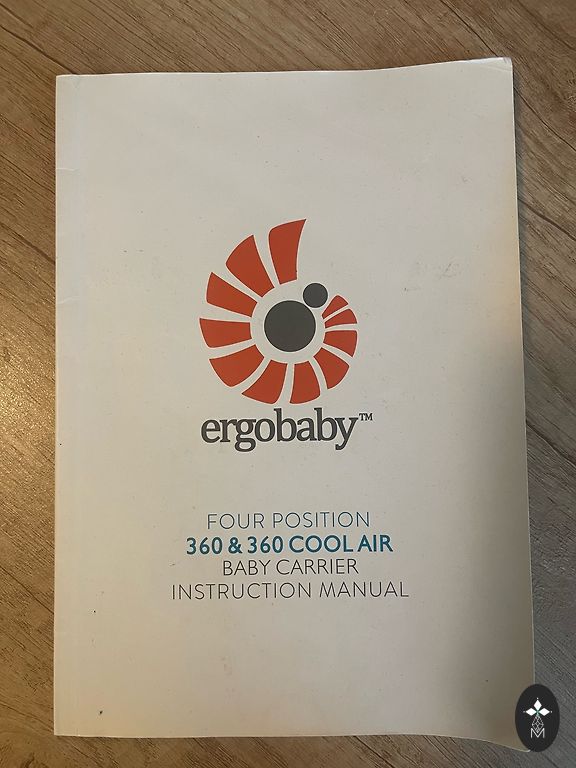 ergobaby™
FOUR POSITION
360 & 360 COOL AIR
BABY CARRIER
INSTRUCTION MANUAL
M